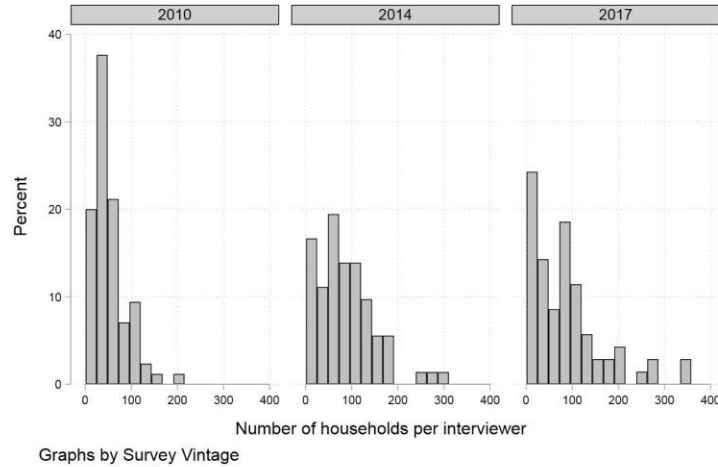 2010 2014 2017
Percent
40
30
20
10
0
0 100 200 300 400 0 100 200 300 400 0 100 200 300 400
Number of households per interviewer
Graphs by Survey Vintage